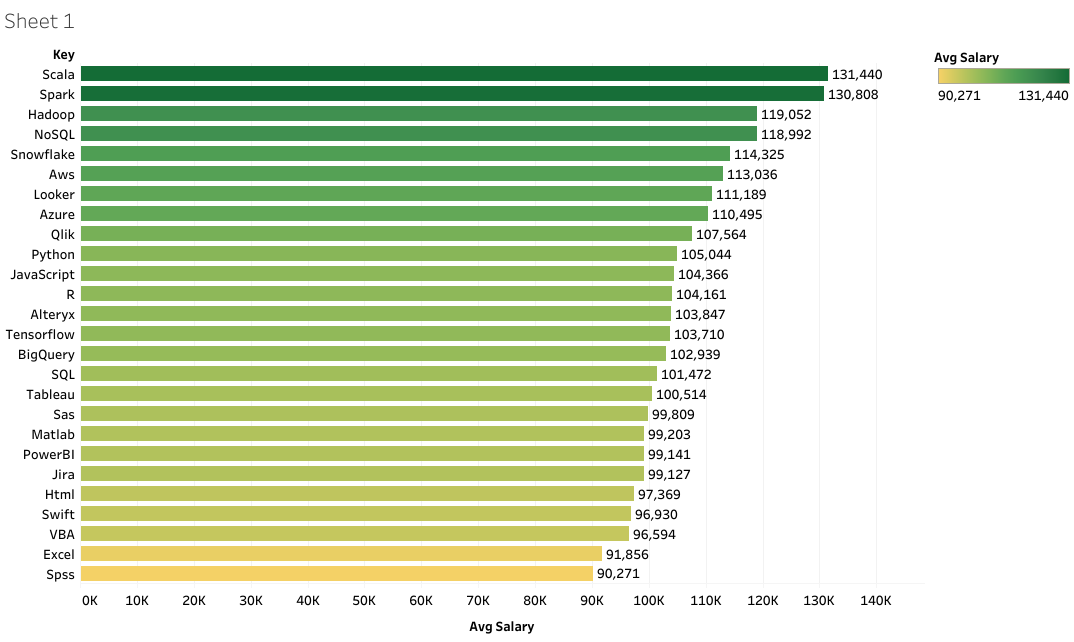 Sheet 1
Key
Avg Salary
90,271 131,440
Scala 131,440
Spark 130,808
Hadoop 119,052
NoSQL 118,992
Snowflake 114,325
Aws 113,036
Looker 111,189
Azure 110,495
Qlik 107,564
Python 105,044
JavaScript 104,366
R 104,161
Alteryx 103,847
Tensorflow 103,710
BigQuery 102,939
SQL 101,472
Tableau 100,514
Sas 99,809
Matlab 99,203
PowerBI 99,141
Jira 99,127
Html 97,369
Swift 96,930
VBA 96,594
Excel 91,856
Spss 90,271
0K 10K 20K 30K 40K 50K 60K 70K 80K 90K 100K 110K 120K 130K 140K
Avg Salary